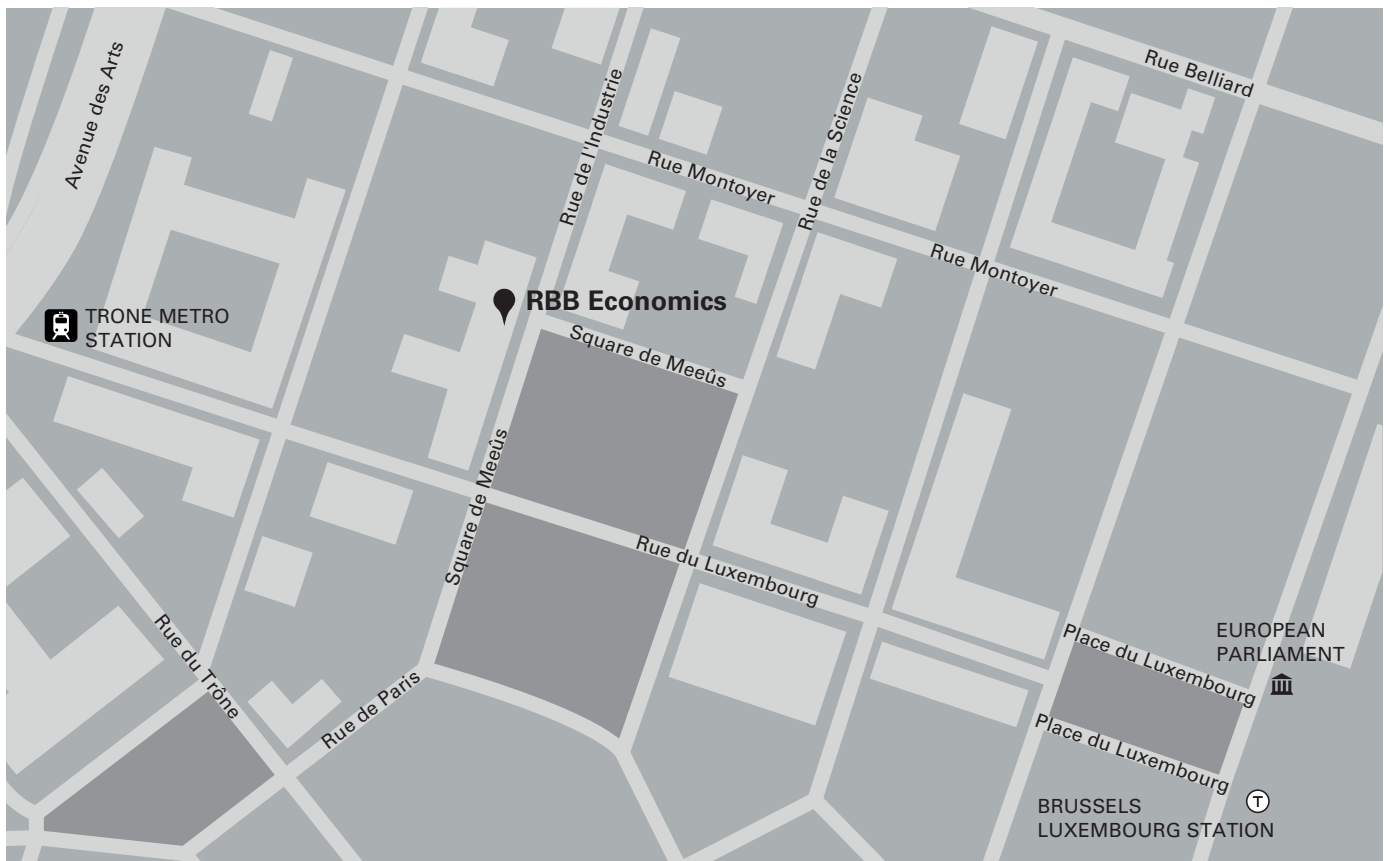 Avenue des Arts
Rue de l'Industrie
Rue de la Science
Rue Belliard
Rue Montoyer
Rue Montoyer
RBB Economics
TRONE METRO
STATION
Square de Meeûs
Square de Meeûs
Rue du Luxembourg
Rue du Trône
Rue de Paris
Place du Luxembourg
EUROPEAN
PARLIAMENT
Place du Luxembourg
T
BRUSSELS
LUXEMBOURG STATION